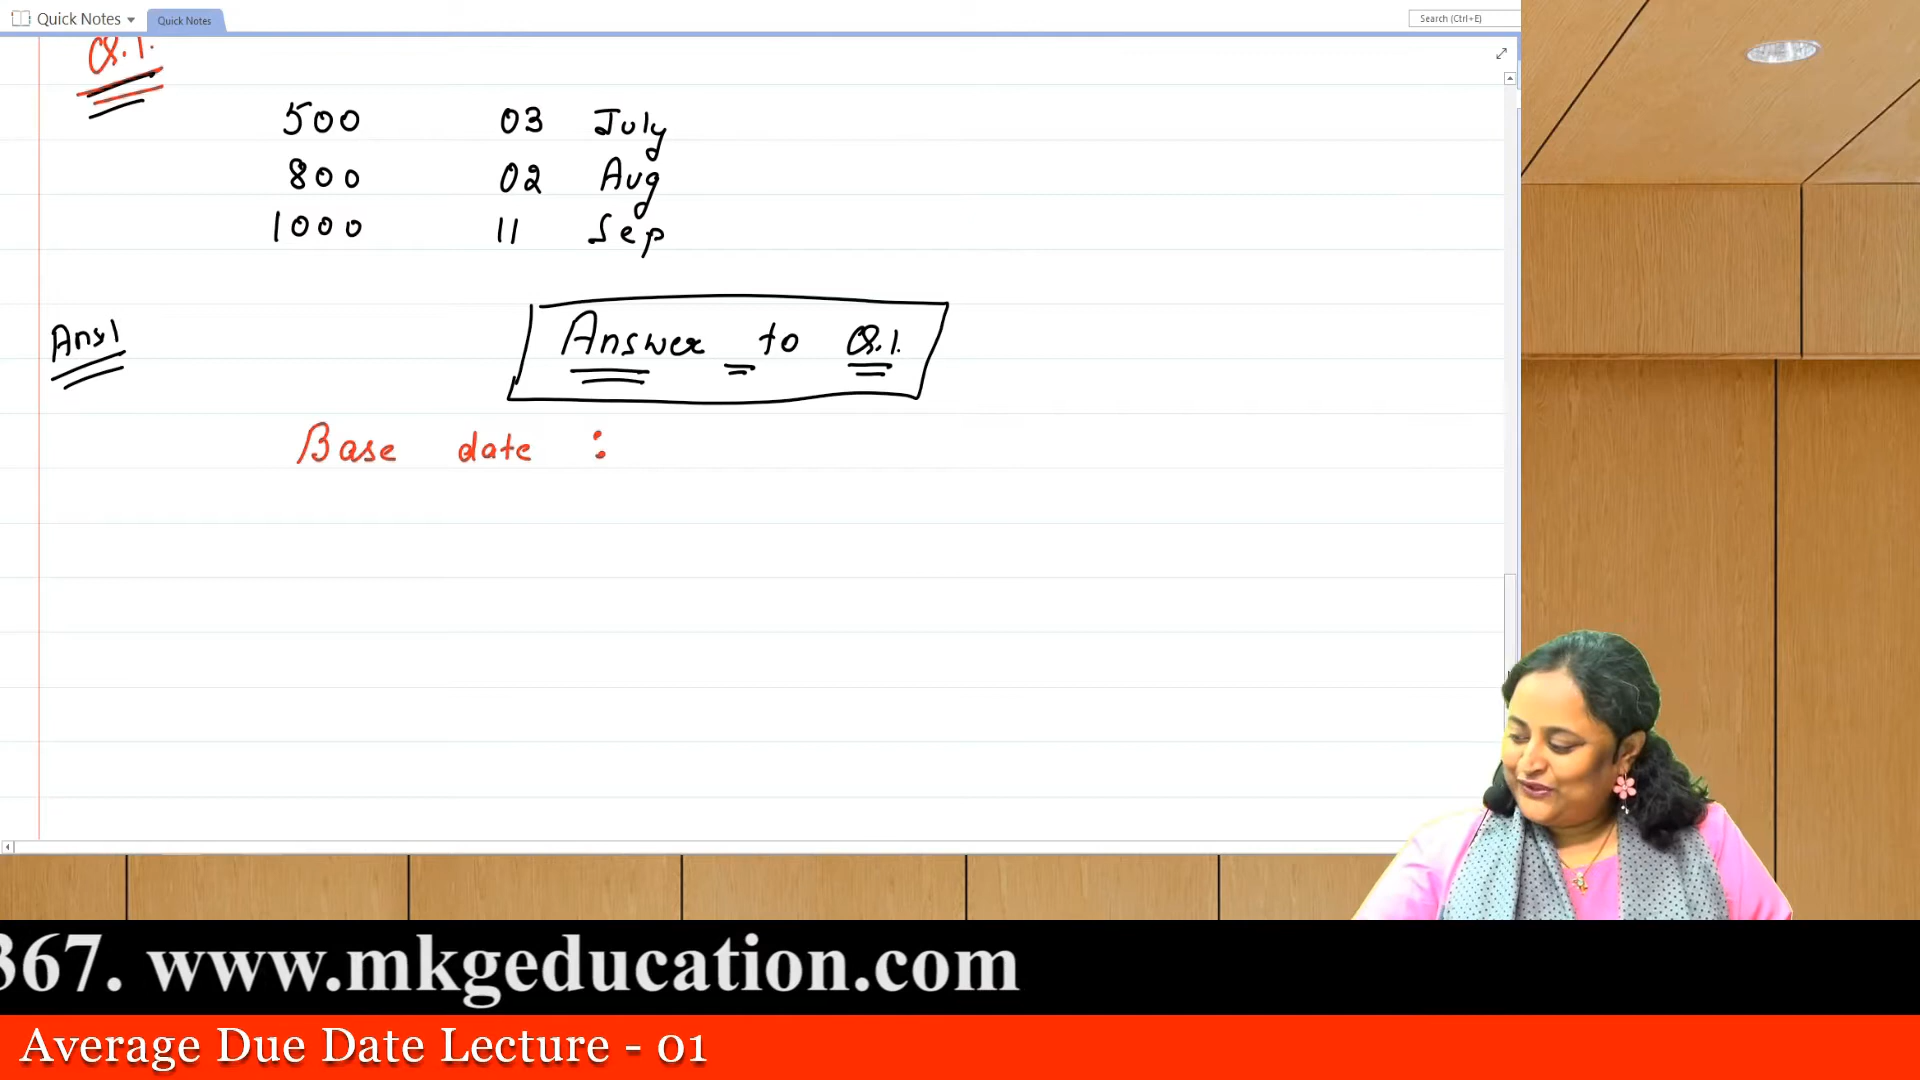 Quick Notes
Quick Notes
Search (Ctrl+E)
Q.1.
500 03 July
800 02 Aug
1000 11 Sep
Ans1
Answer to Q.1.
Base date :
367. www.mkgeducation.com
Average Due Date Lecture - 01